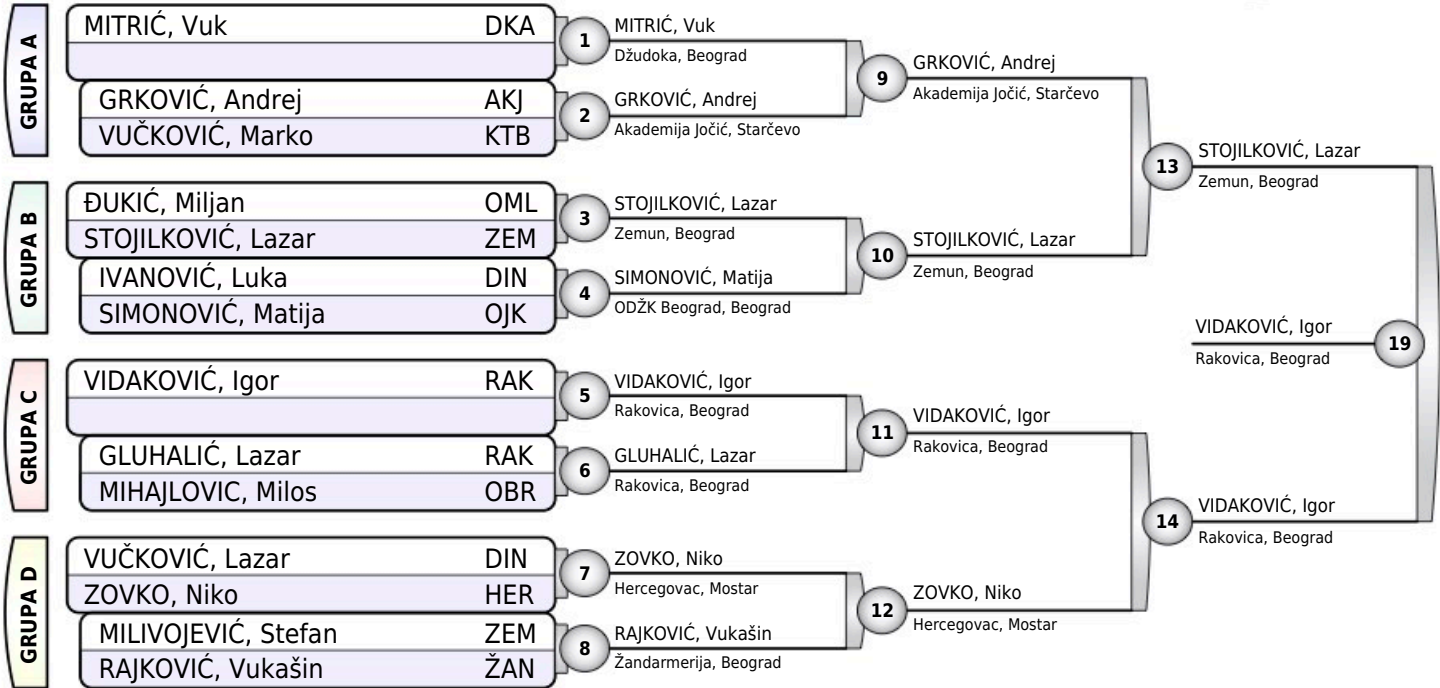 GRUPA A
MITRIĆ, Vuk DKA
GRKOVIĆ, Andrej AKJ
VUČKOVIĆ, Marko KTB
GRUPA B
ĐUKIĆ, Miljan OML
STOJILKOVIĆ, Lazar ZEM
IVANOVIĆ, Luka DIN
SIMONOVIĆ, Matija OJK
GRUPA C
VIDAKOVIĆ, Igor RAK
GLUHALIĆ, Lazar RAK
MIHAJLOVIC, Milos OBR
GRUPA D
VUČKOVIĆ, Lazar DIN
ZOVKO, Niko HER
MILIVOJEVIĆ, Stefan ZEM
RAJKOVIĆ, Vukašin ŽAN
1
MITRIĆ, Vuk
Džudoka, Beograd
2
GRKOVIĆ, Andrej
Akademija Jočić, Starčevo
3
STOJILKOVIĆ, Lazar
Zemun, Beograd
4
SIMONOVIĆ, Matija
ODŽK Beograd, Beograd
5
VIDAKOVIĆ, Igor
Rakovica, Beograd
6
GLUHALIĆ, Lazar
Rakovica, Beograd
7
ZOVKO, Niko
Hercegovac, Mostar
8
RAJKOVIĆ, Vukašin
Žandarmerija, Beograd
9
GRKOVIĆ, Andrej
Akademija Jočić, Starčevo
10
STOJILKOVIĆ, Lazar
Zemun, Beograd
11
VIDAKOVIĆ, Igor
Rakovica, Beograd
12
ZOVKO, Niko
Hercegovac, Mostar
13
STOJILKOVIĆ, Lazar
Zemun, Beograd
14
VIDAKOVIĆ, Igor
Rakovica, Beograd
VIDAKOVIĆ, Igor
Rakovica, Beograd
19